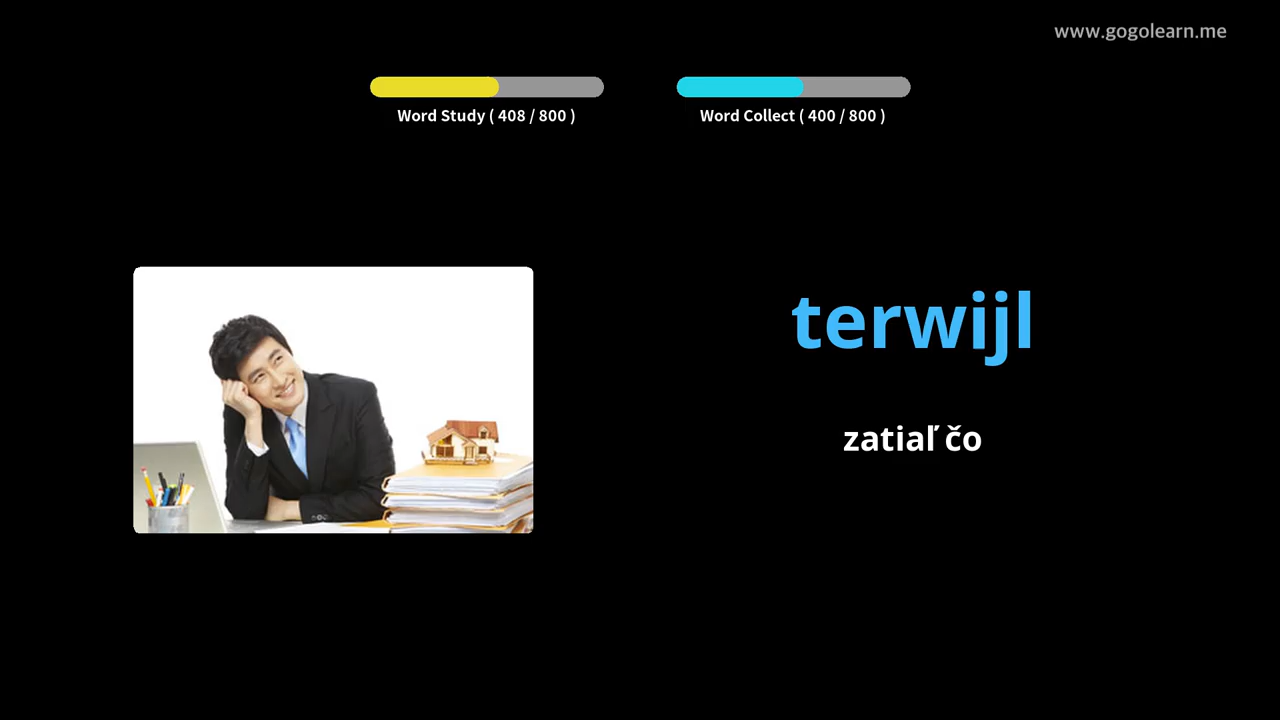 www.gogolearn.me
Word Study ( 408 / 800 )
Word Collect ( 400 / 800 )
terwijl
zatiaľ čo